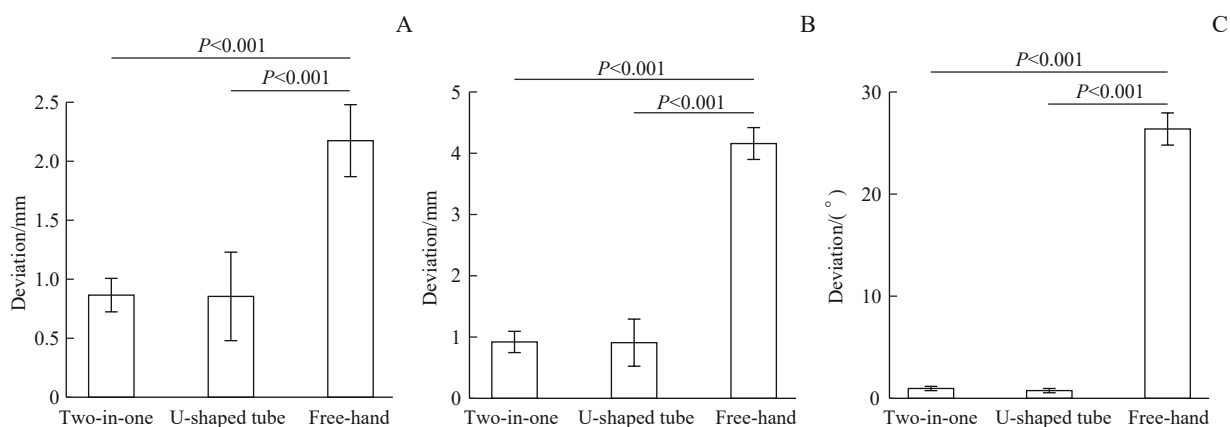 A
P<0.001
P<0.001
2.5
2.0
1.5
1.0
0.5
0
Deviation/mm
Two-in-one U-shaped tube Free-hand
B
P<0.001
P<0.001
5
4
3
2
1
0
Deviation/mm
Two-in-one U-shaped tube Free-hand
C
P<0.001
P<0.001
30
20
10
0
Deviation/(°)
Two-in-one U-shaped tube Free-hand